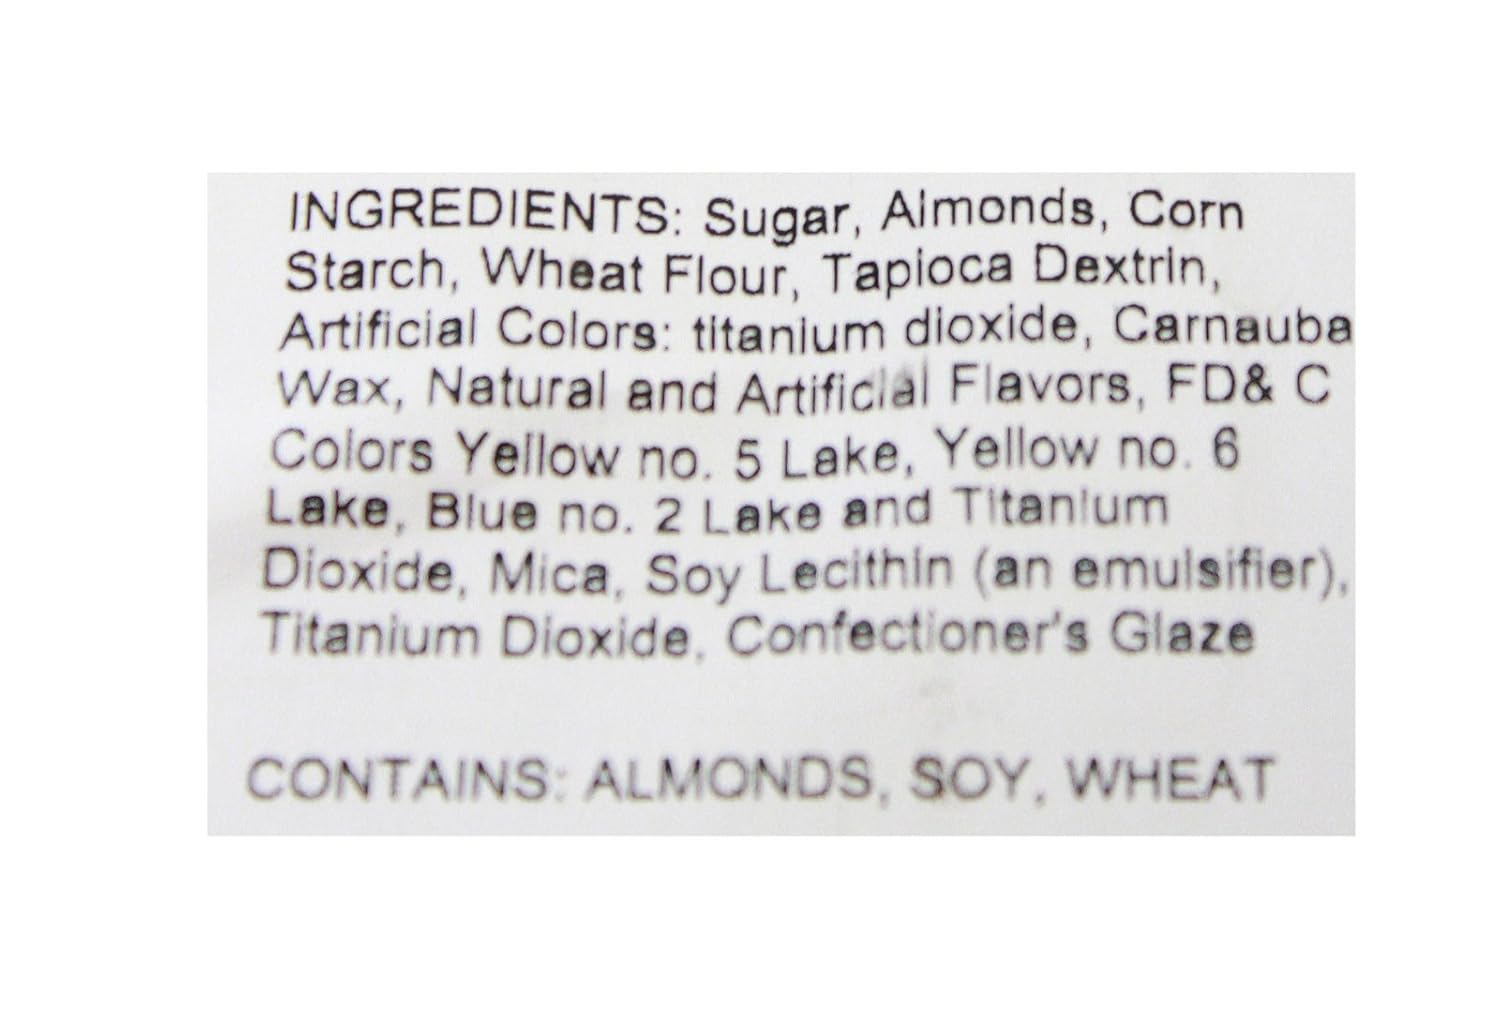 INGREDIENTS: Sugar, Almonds, Corn
Starch, Wheat Flour, Tapioca Dextrin,
Artificial Colors: titanium dioxide, Carnauba
Wax, Natural and Artificial Flavors, FD& C
Colors Yellow no. 5 Lake, Yellow no. 6
Lake, Blue no. 2 Lake and Titanium
Dioxide, Mica, Soy Lecithin (an emulsifier),
Titanium Dioxide, Confectioner's Glaze
CONTAINS: ALMONDS, SOY, WHEAT